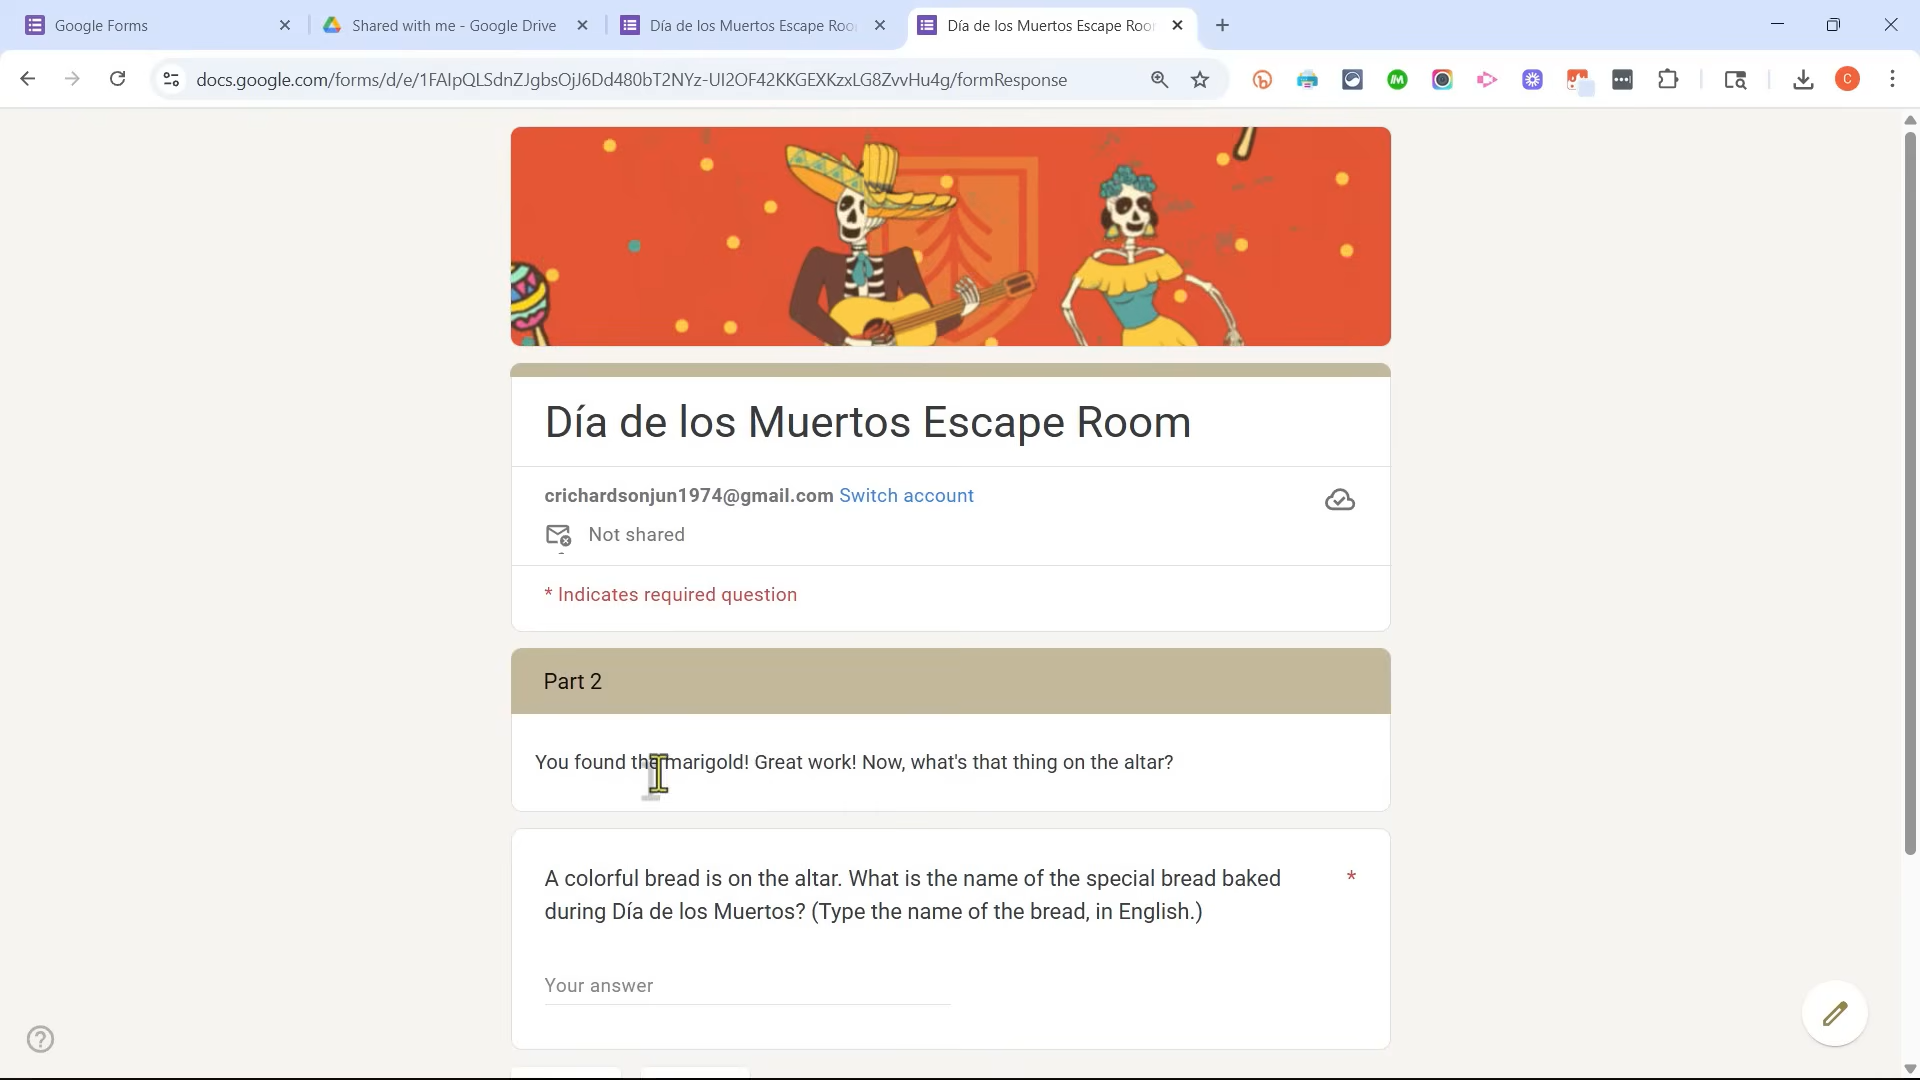 Google Forms
Shared with me - Google Drive
Día de los Muertos Escape Roo
Día de los Muertos Escape Roo
docs.google.com/forms/d/e/1FAIpQLSdnZJgbsOjJ6Dd480bT2NYz-UI2OF42KKGEXKzxLG8ZvvHu4g/formResponse
C
Día de los Muertos Escape Room
crichardsonjun1974@gmail.com Switch account
Not shared
* Indicates required question
Part 2
You found the marigold! Great work! Now, what's that thing on the altar?
A colorful bread is on the altar. What is the name of the special bread baked *
during Día de los Muertos? (Type the name of the bread, in English.)
Your answer